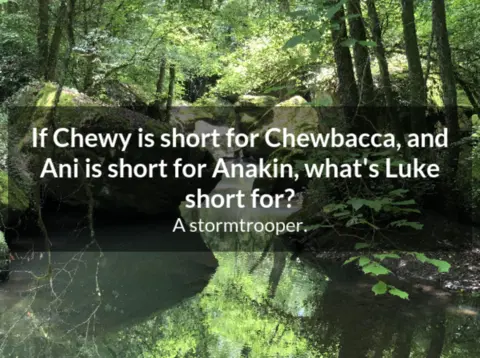 If Chewy is short for Chewbacca, and
Ani is short for Anakin, what's Luke
short for?
A stormtrooper.